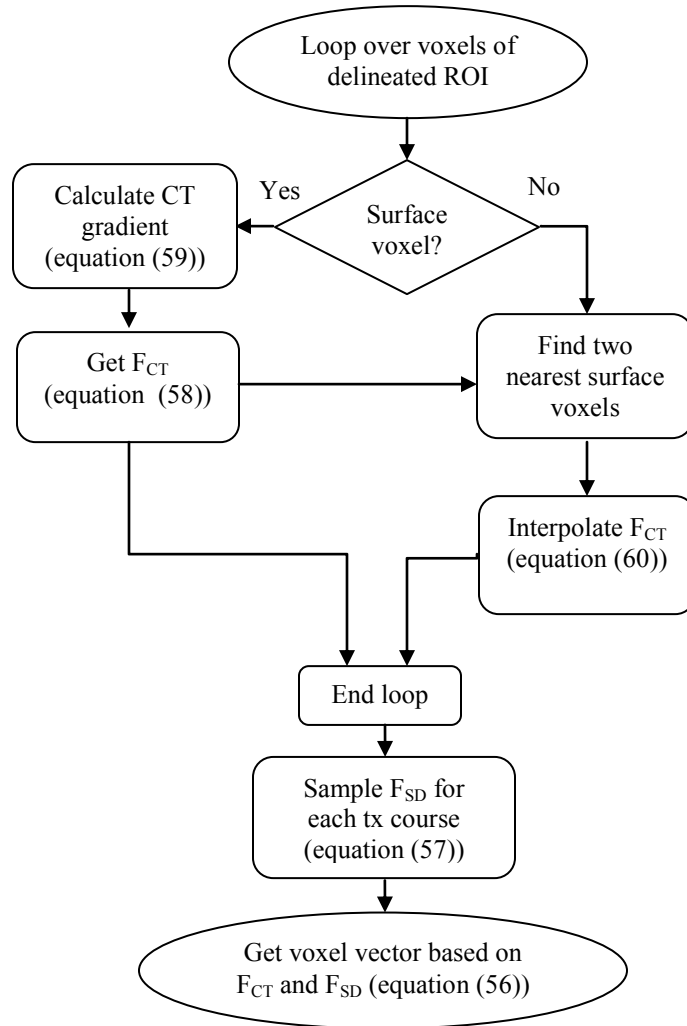 Loop over voxels of
delineated ROI
Yes
No
Calculate CT
gradient
(equation (59))
Surface
voxel?
Get F_CT
(equation (58))
Find two
nearest surface
voxels
Interpolate F_CT
(equation (60))
End loop
Sample F_SD for
each tx course
(equation (57))
Get voxel vector based on
F_CT and F_SD (equation (56))